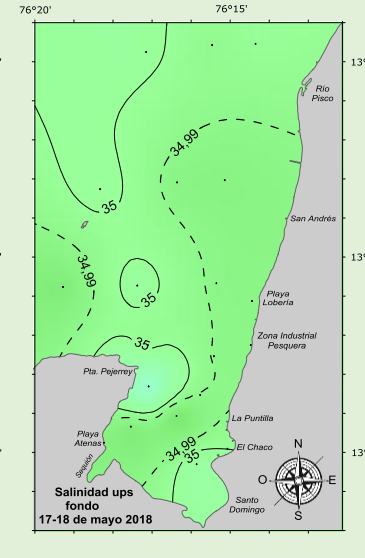 76°20'
76°15'
13°
Río
Pisco
34,99
35
San Andrés
13°
34,99
35
Playa
Lobería
Zona Industrial
Pesquera
35
Pta. Pejerrey
La Puntilla
Playa
Atenas
34,99
El Chaco
13°
35
Sequión
N
O
E
S
Santo
Domingo
Salinidad ups
fondo
17-18 de mayo 2018